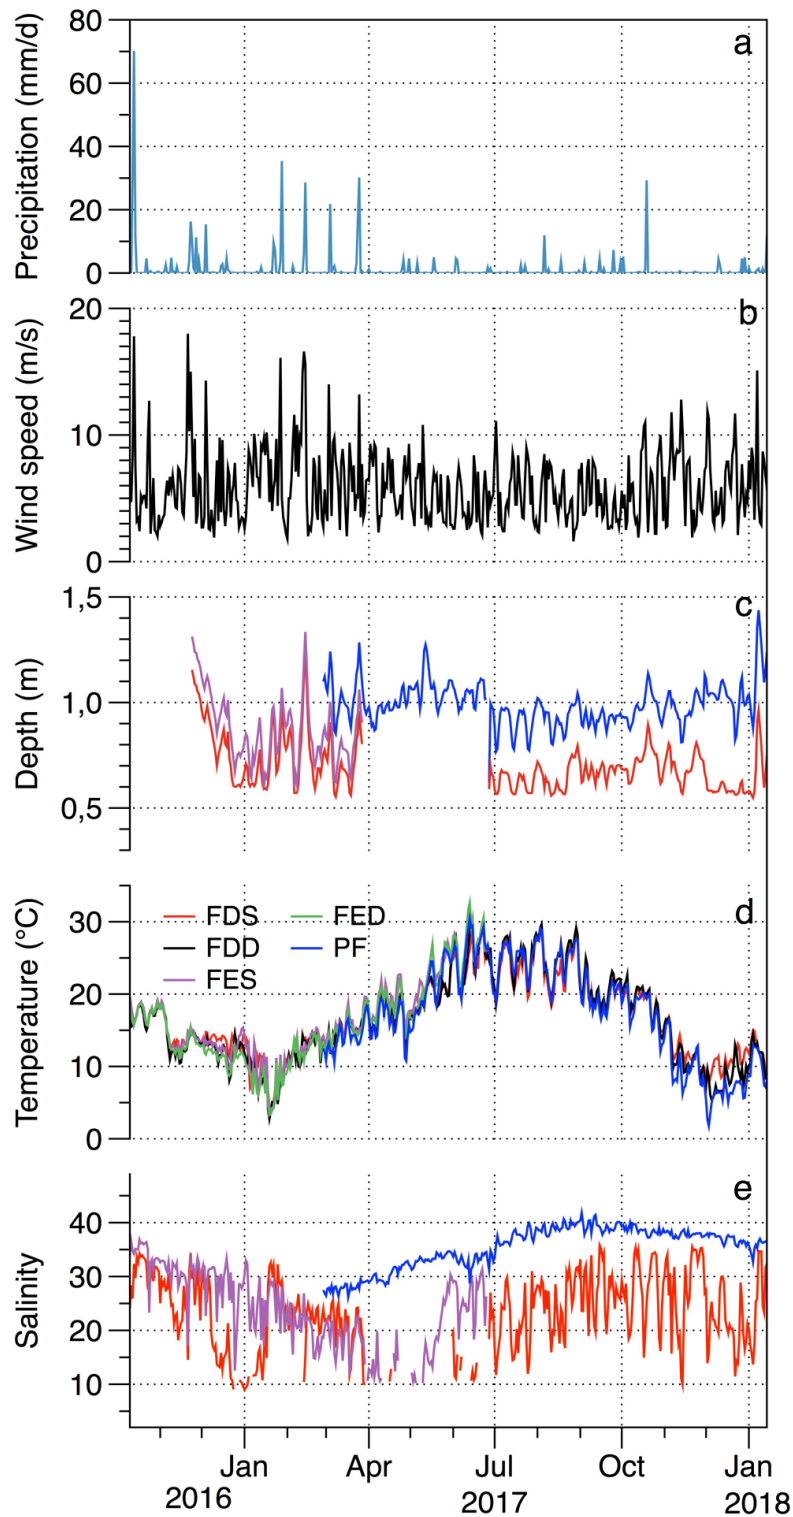 a
Precipitation (mm/d)
80
60
40
20
0
b
Wind speed (m/s)
20
10
0
c
Depth (m)
1,5
1,0
0,5
d
Temperature (°C)
30
20
10
0
FDS
FED
FDD
PF
FES
e
Salinity
40
30
20
10
Jan
Apr
Jul
Oct
Jan
2016
2017
2018